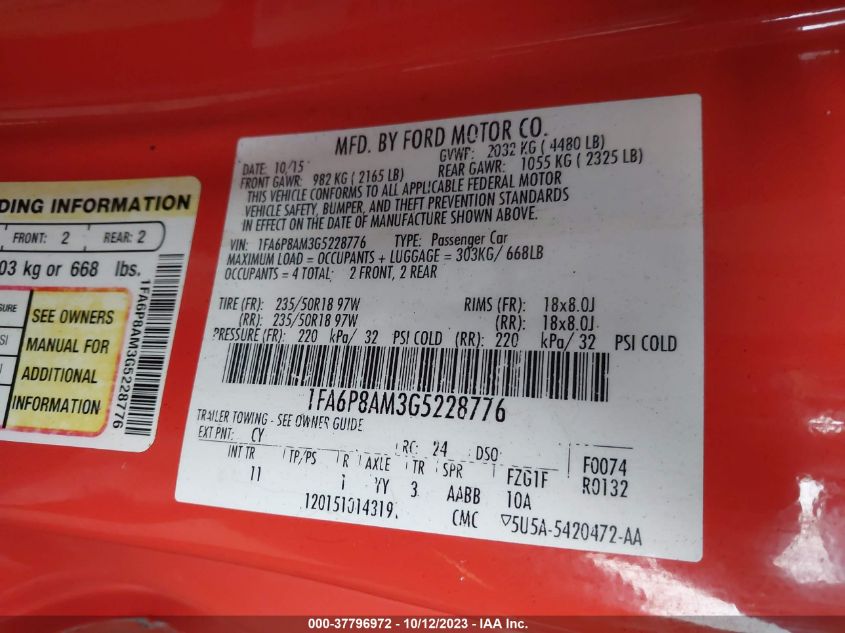 DING INFORMATION
FRONT: 2 REAR: 2
03 kg or 668 lbs.
SURE
SI
SEE OWNERS
MANUAL FOR
ADDITIONAL
INFORMATION
1FA6P8AM3G5228776
MFD. BY FORD MOTOR CO.
DATE: 10/15 GVWF: 2032 KG ( 4480 LB)
FRONT GAWR: 982 KG ( 2165 LB) REAR GAWR: 1055 KG ( 2325 LB)
THIS VEHICLE CONFORMS TO ALL APPLICABLE FEDERAL MOTOR
VEHICLE SAFETY, BUMPER, AND THEFT PREVENTION STANDARDS
IN EFFECT ON THE DATE OF MANUFACTURE SHOWN ABOVE.
VIN: 1FA6P8AM3G5228776 TYPE: Passenger Car
MAXIMUM LOAD = OCCUPANTS + LUGGAGE = 303KG/ 668LB
OCCUPANTS = 4 TOTAL; 2 FRONT, 2 REAR
TIRE (FR): 235/50R18 97W RIMS (FR): 18x8.0J
(RR): 235/50R18 97W (RR): 18x8.0J
PRESSURE (FR): 220 kPa/ 32 PSI COLD (RR): 220 kPa/ 32 PSI COLD
1FA6P8AM3G5228776
TRAILER TOWING - SEE OWNER GUIDE
EXT PNT: CY RC: 24 DSO F0074
INT TR TP/PS R AXLE TR SPR FZG1F R0132
11 YY 3 AABB 10A
12015101431 CMC 5U5A-5420472-AA
000-37796972 - 10/12/2023 - IAA Inc.